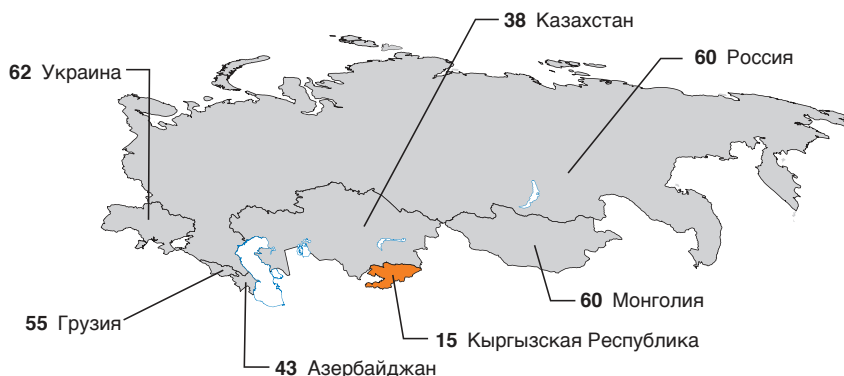 38 Казахстан
60 Россия
62 Украина
60 Монголия
55 Грузия
15 Кыргызская Республика
43 Азербайджан